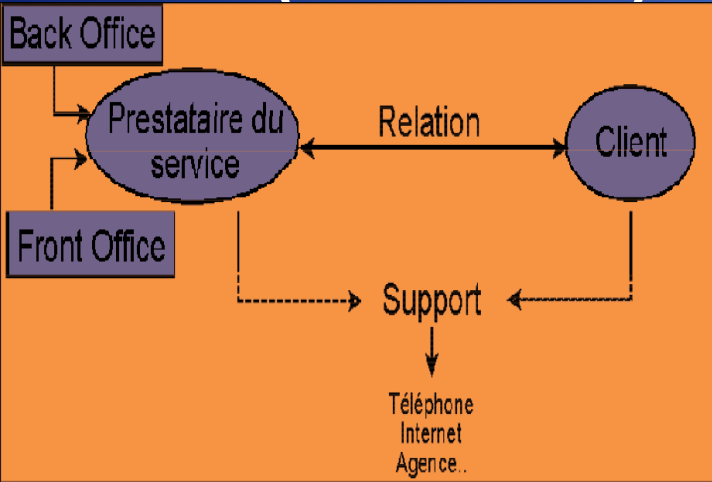 Back Office
Prestataire du
service
Relation
Client
Front Office
Support
Téléphone
Internet
Agence..